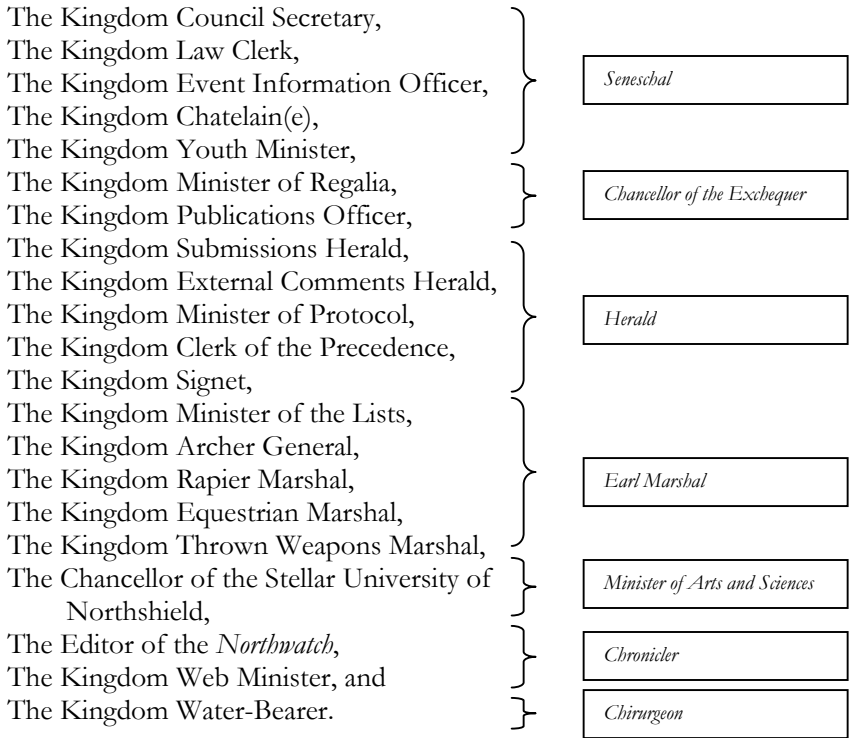 The Kingdom Council Secretary,
The Kingdom Law Clerk,
The Kingdom Event Information Officer,
The Kingdom Chatelain(e),
The Kingdom Youth Minister,
Seneschal
The Kingdom Minister of Regalia,
The Kingdom Publications Officer,
Chancellor of the Exchequer
The Kingdom Submissions Herald,
The Kingdom External Comments Herald,
The Kingdom Minister of Protocol,
The Kingdom Clerk of the Precedence,
The Kingdom Signet,
Herald
The Kingdom Minister of the Lists,
The Kingdom Archer General,
The Kingdom Rapier Marshal,
The Kingdom Equestrian Marshal,
The Kingdom Thrown Weapons Marshal,
Earl Marshal
The Chancellor of the Stellar University of
Northshield,
Minister of Arts and Sciences
The Editor of the Northwatch,
The Kingdom Web Minister, and
Chronicler
The Kingdom Water-Bearer.
Chirurgeon